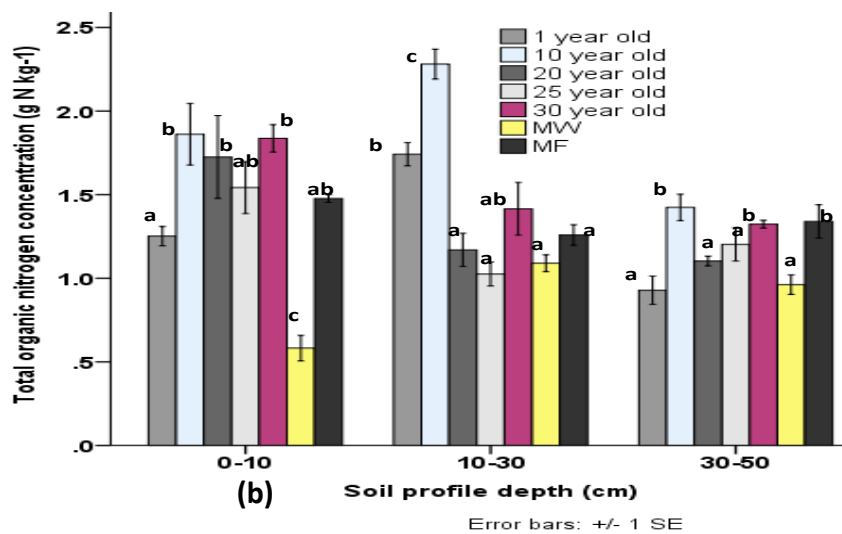 Total organic nitrogen concentration (g N kg-1)
2.5
2.0
1.5
1.0
.5
.0
1 year old
10 year old
20 year old
25 year old
30 year old
MW
MF
a
b
b
ab
b
c
ab
b
c
a
a
ab
a
a
a
b
a
a
b
a
b
0-10
10-30
30-50
(b)
Soil profile depth (cm)
Error bars: +/- 1 SE